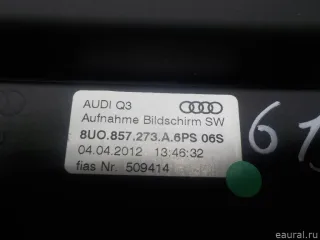 AUDI Q3
Aufnahme Bildschirm SW
8U0.857.273.A.6PS 06S
04.04.2012 13:46:32
fias Nr. 509414
61
eaural.ru